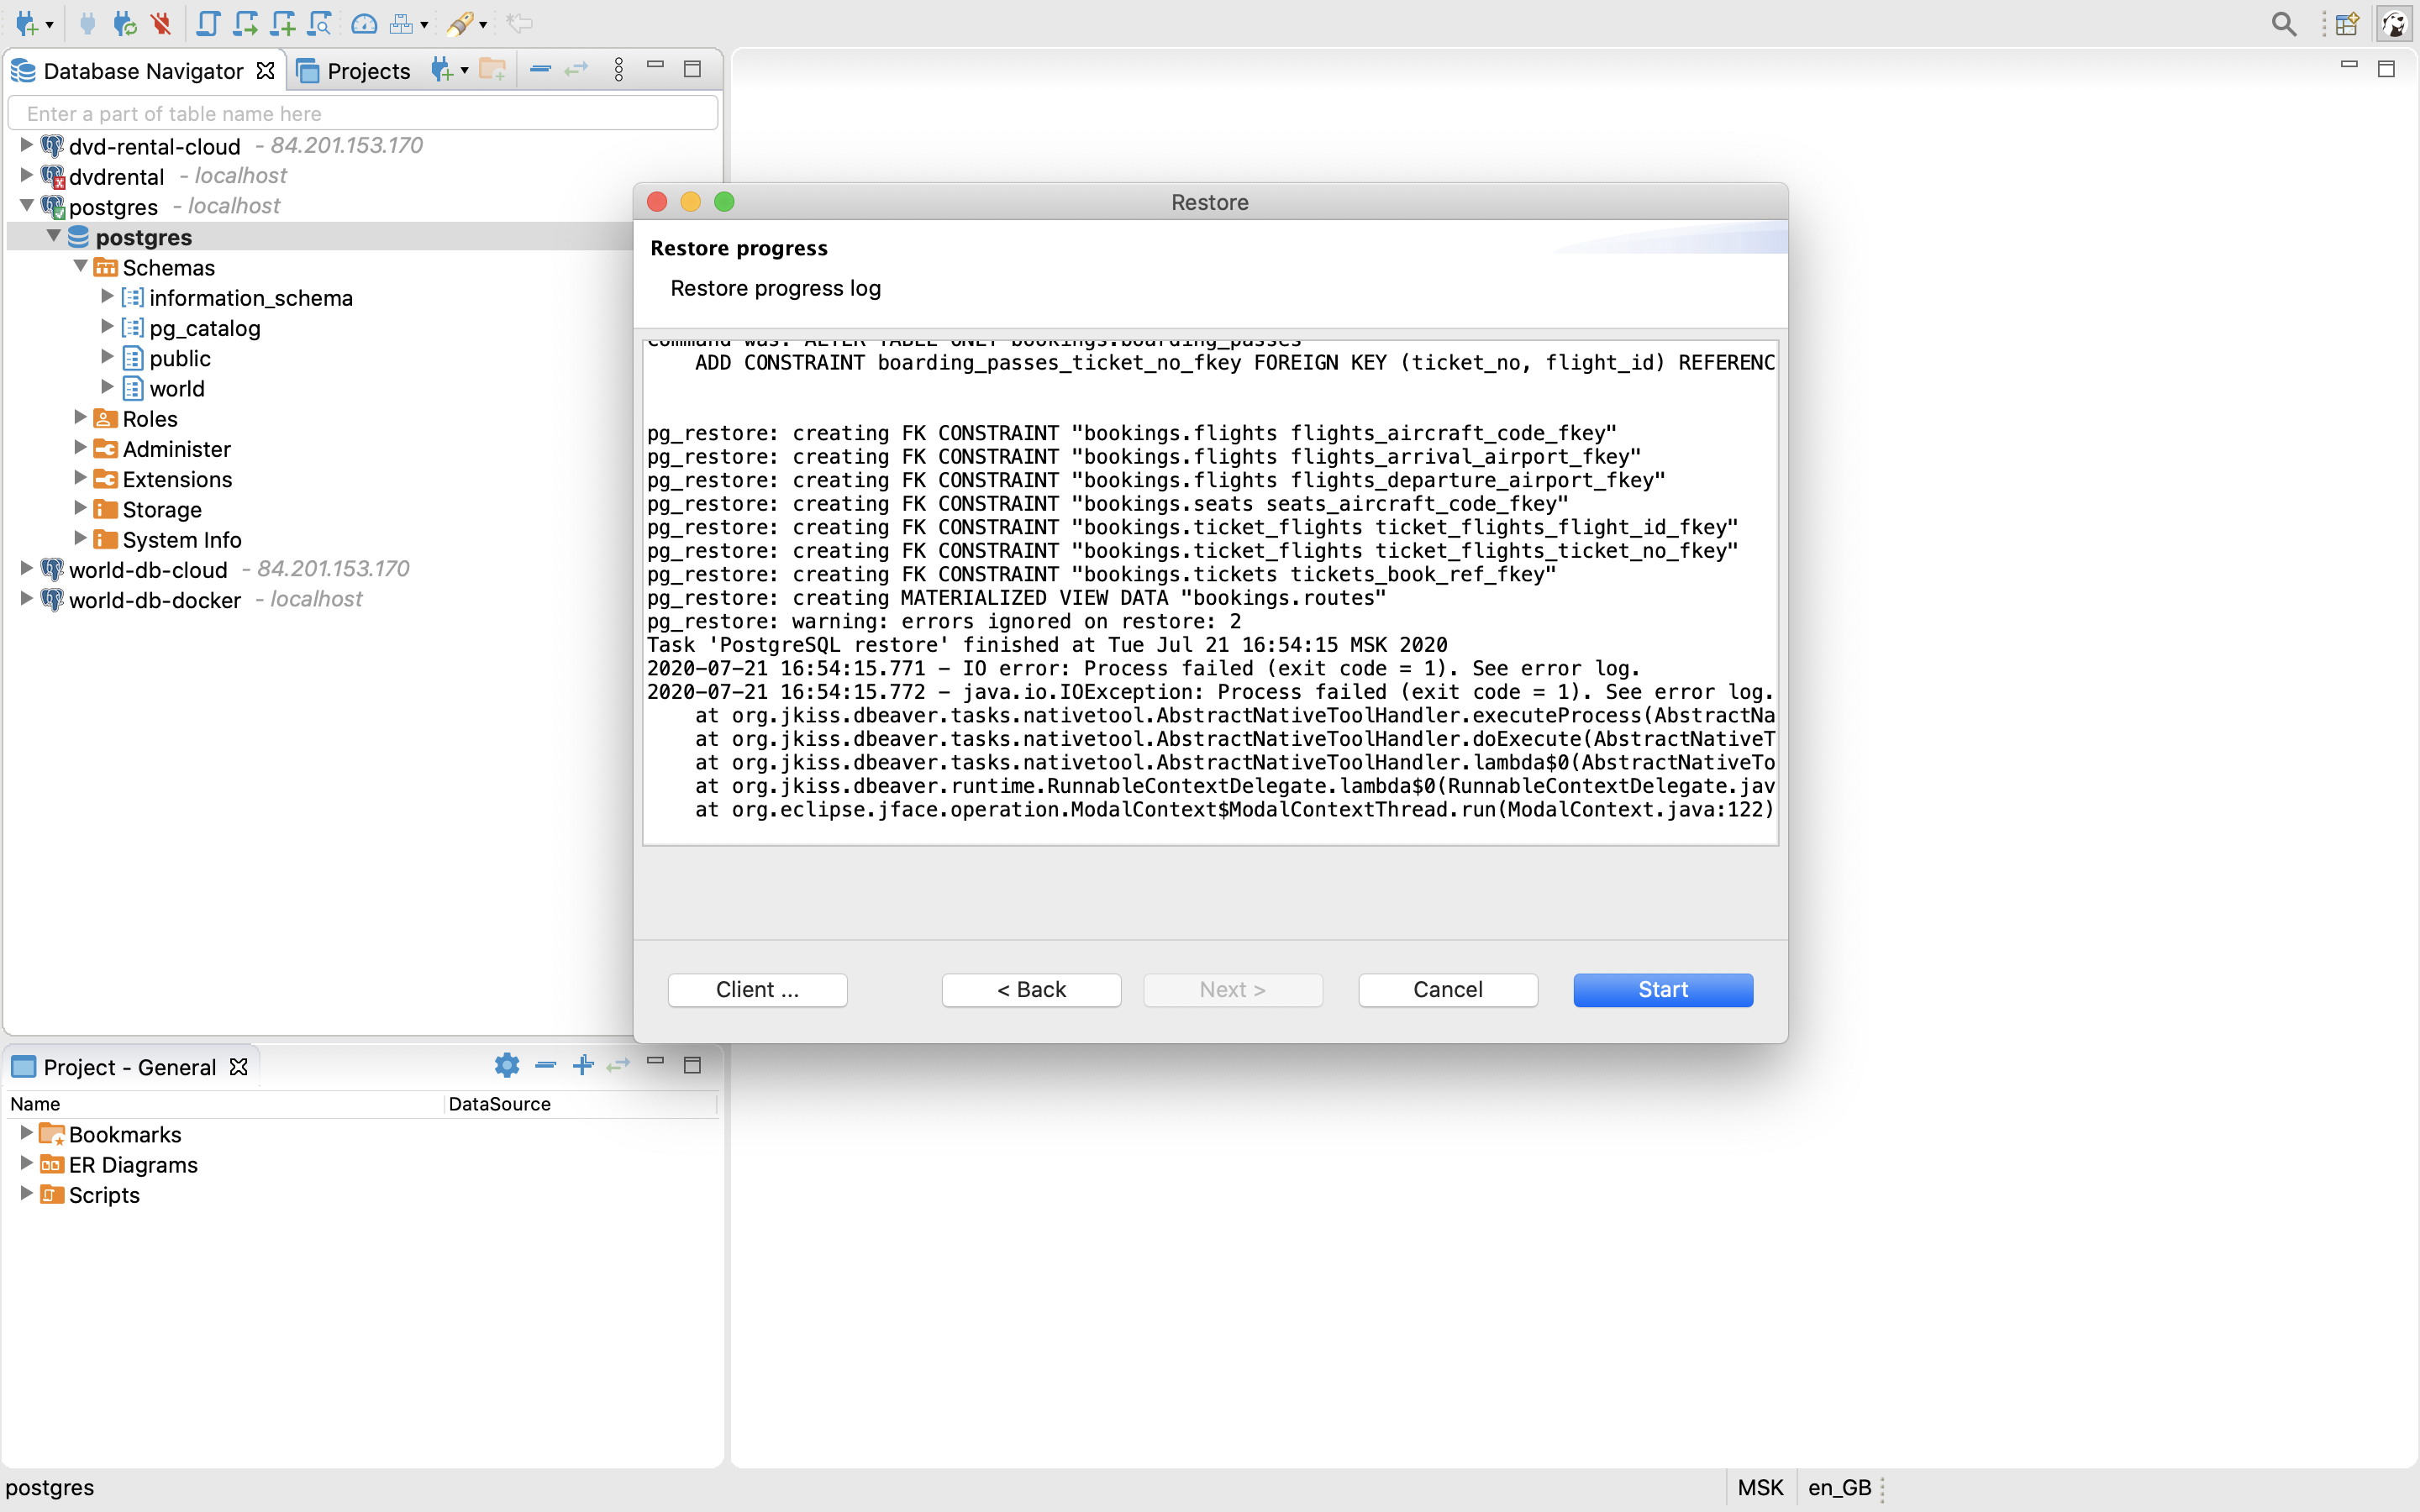 Database Navigator
Projects
Enter a part of table name here
dvd-rental-cloud - 84.201.153.170
dvdrental - localhost
postgres - localhost
postgres
Schemas
information_schema
pg_catalog
public
world
Roles
Administer
Extensions
Storage
System Info
world-db-cloud - 84.201.153.170
world-db-docker - localhost
Restore
Restore progress
Restore progress log
Command was: ALTER TABLE ONLY bookings.boarding_passes
ADD CONSTRAINT boarding_passes_ticket_no_fkey FOREIGN KEY (ticket_no, flight_id) REFERENC
pg_restore: creating FK CONSTRAINT "bookings.flights flights_aircraft_code_fkey"
pg_restore: creating FK CONSTRAINT "bookings.flights flights_arrival_airport_fkey"
pg_restore: creating FK CONSTRAINT "bookings.flights flights_departure_airport_fkey"
pg_restore: creating FK CONSTRAINT "bookings.seats seats_aircraft_code_fkey"
pg_restore: creating FK CONSTRAINT "bookings.ticket_flights ticket_flights_flight_id_fkey"
pg_restore: creating FK CONSTRAINT "bookings.ticket_flights ticket_flights_ticket_no_fkey"
pg_restore: creating FK CONSTRAINT "bookings.tickets tickets_book_ref_fkey"
pg_restore: creating MATERIALIZED VIEW DATA "bookings.routes"
pg_restore: warning: errors ignored on restore: 2
Task 'PostgreSQL restore' finished at Tue Jul 21 16:54:15 MSK 2020
2020-07-21 16:54:15.771 - IO error: Process failed (exit code = 1). See error log.
2020-07-21 16:54:15.772 - java.io.IOException: Process failed (exit code = 1). See error log.
at org.jkiss.dbeaver.tasks.nativetool.AbstractNativeToolHandler.executeProcess(AbstractNa
at org.jkiss.dbeaver.tasks.nativetool.AbstractNativeToolHandler.doExecute(AbstractNativeT
at org.jkiss.dbeaver.tasks.nativetool.AbstractNativeToolHandler.lambda$0(AbstractNativeTo
at org.jkiss.dbeaver.runtime.RunnableContextDelegate.lambda$0(RunnableContextDelegate.jav
at org.eclipse.jface.operation.ModalContext$ModalContextThread.run(ModalContext.java:122)
Client ...
< Back
Next >
Cancel
Start
Project - General
Name
DataSource
Bookmarks
ER Diagrams
Scripts
postgres
MSK
en_GB